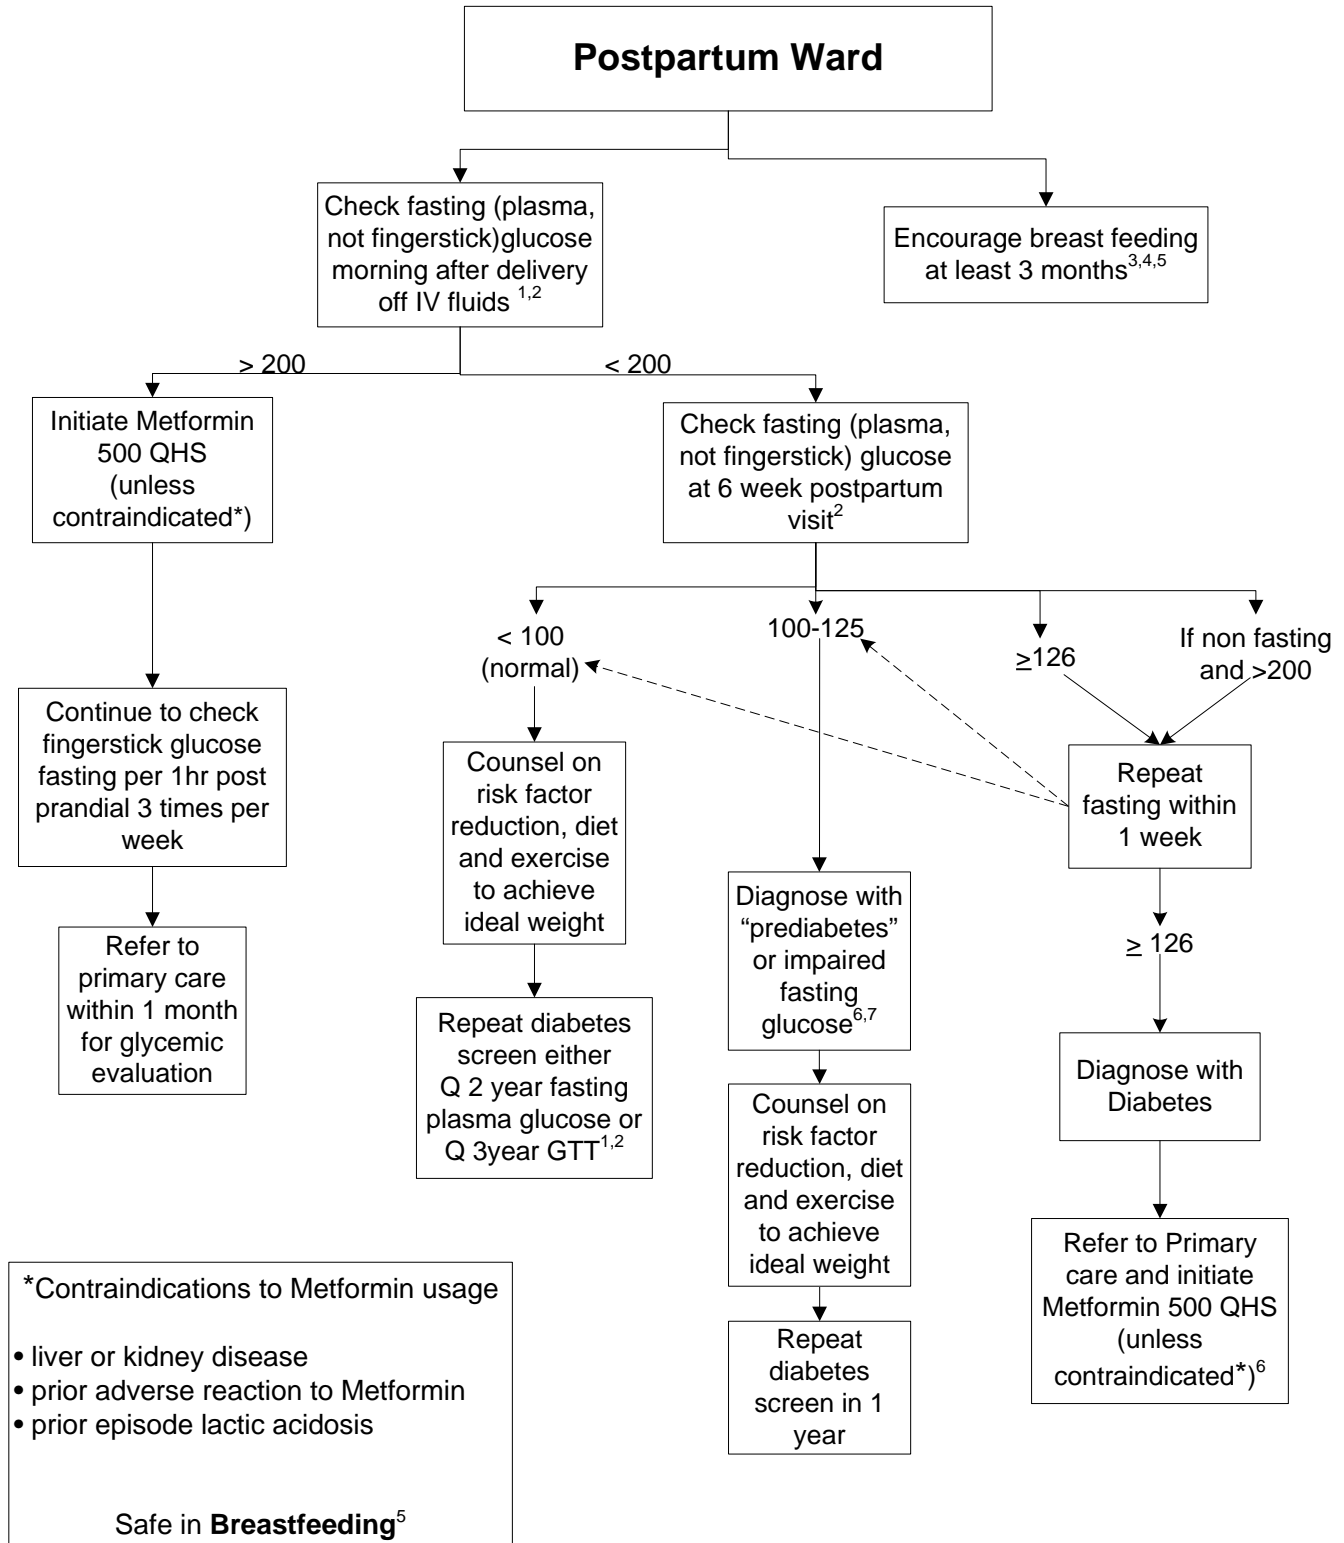 Postpartum Ward
Check fasting (plasma,
not fingerstick)glucose
morning after delivery
off IV fluids 1,2
Encourage breast feeding
at least 3 months3,4,5
> 200
< 200
Initiate Metformin
500 QHS
(unless
contraindicated*)
Check fasting (plasma,
not fingerstick) glucose
at 6 week postpartum
visit2
< 100
(normal)
100-125
≥126
If non fasting
and >200
Continue to check
fingerstick glucose
fasting per 1hr post
prandial 3 times per
week
Counsel on
risk factor
reduction, diet
and exercise
to achieve
ideal weight
Repeat
fasting within
1 week
Refer to
primary care
within 1 month
for glycemic
evaluation
Diagnose with
“prediabetes”
or impaired
fasting
glucose6,7
≥ 126
Repeat diabetes
screen either
Q 2 year fasting
plasma glucose or
Q 3year GTT1,2
Diagnose with
Diabetes
Counsel on
risk factor
reduction, diet
and exercise
to achieve
ideal weight
Refer to Primary
care and initiate
Metformin 500 QHS
(unless
contraindicated*)6
Repeat
diabetes
screen in 1
year
*Contraindications to Metformin usage
• liver or kidney disease
• prior adverse reaction to Metformin
• prior episode lactic acidosis
Safe in Breastfeeding5